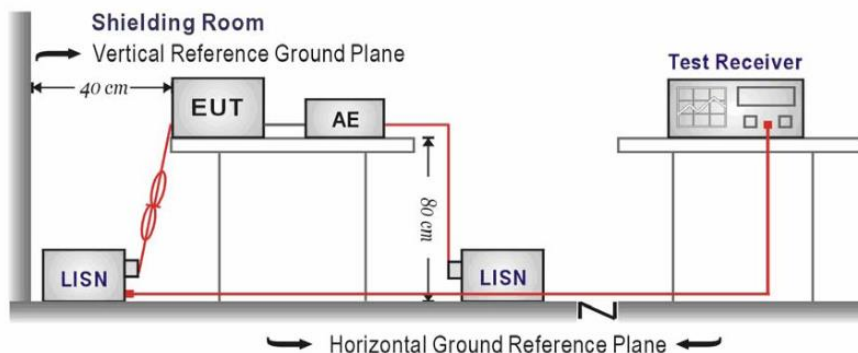 Shielding Room
Vertical Reference Ground Plane
Test Receiver
40 cm
EUT
AE
80 cm
LISN
LISN
Horizontal Ground Reference Plane